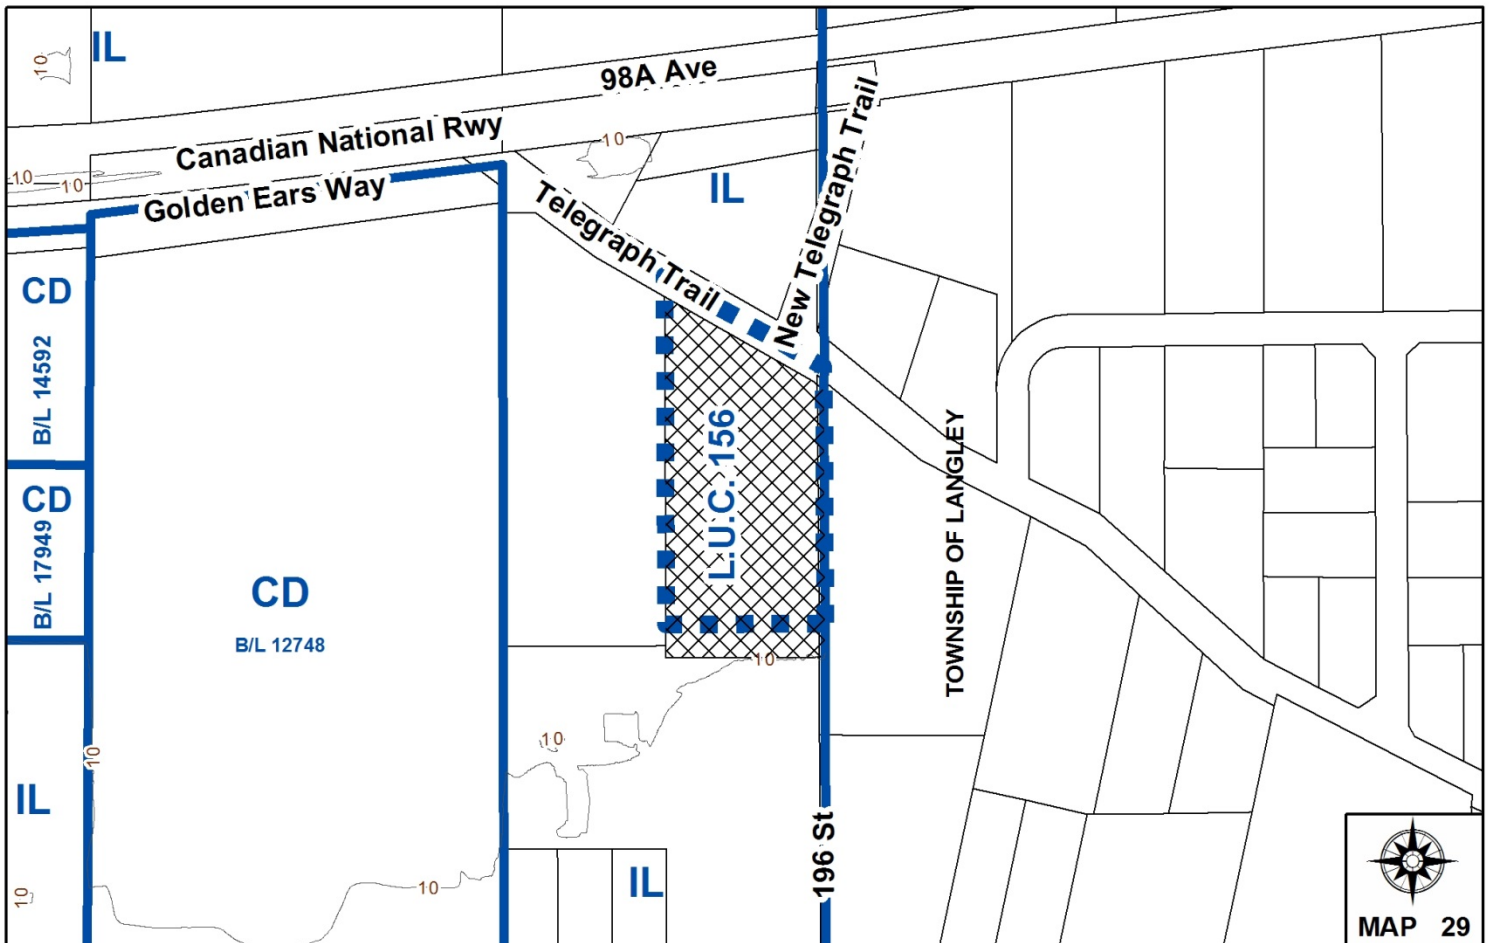 IL
10
98A Ave
Canadian National Rwy
10
10
10
Golden Ears Way
IL
Telegraph Trail
New Telegraph Trail
CD
B/L 14592
CD
B/L 17949
CD
B/L 12748
L.U.C. 156
TOWNSHIP OF LANGLEY
10
10
10
IL
196 St
IL
10
10
MAP 29